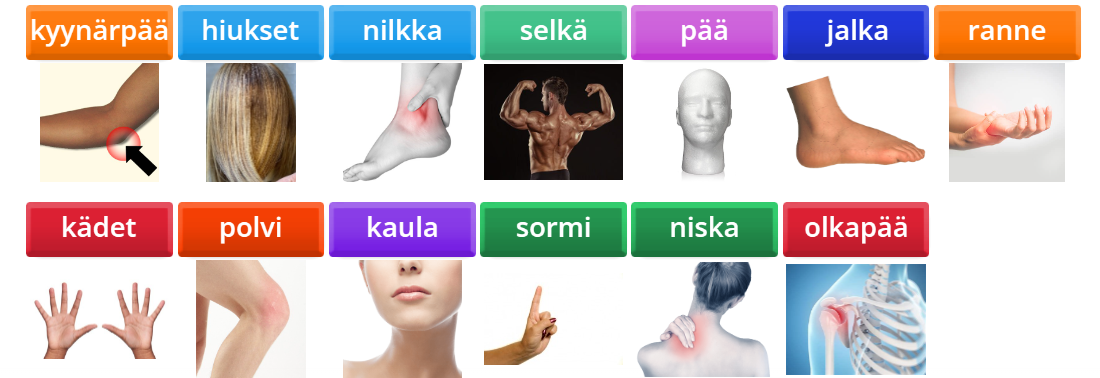 kyynärpää hiukset nilkka selkä pää jalka ranne
kädet polvi kaula sormi niska olkapää